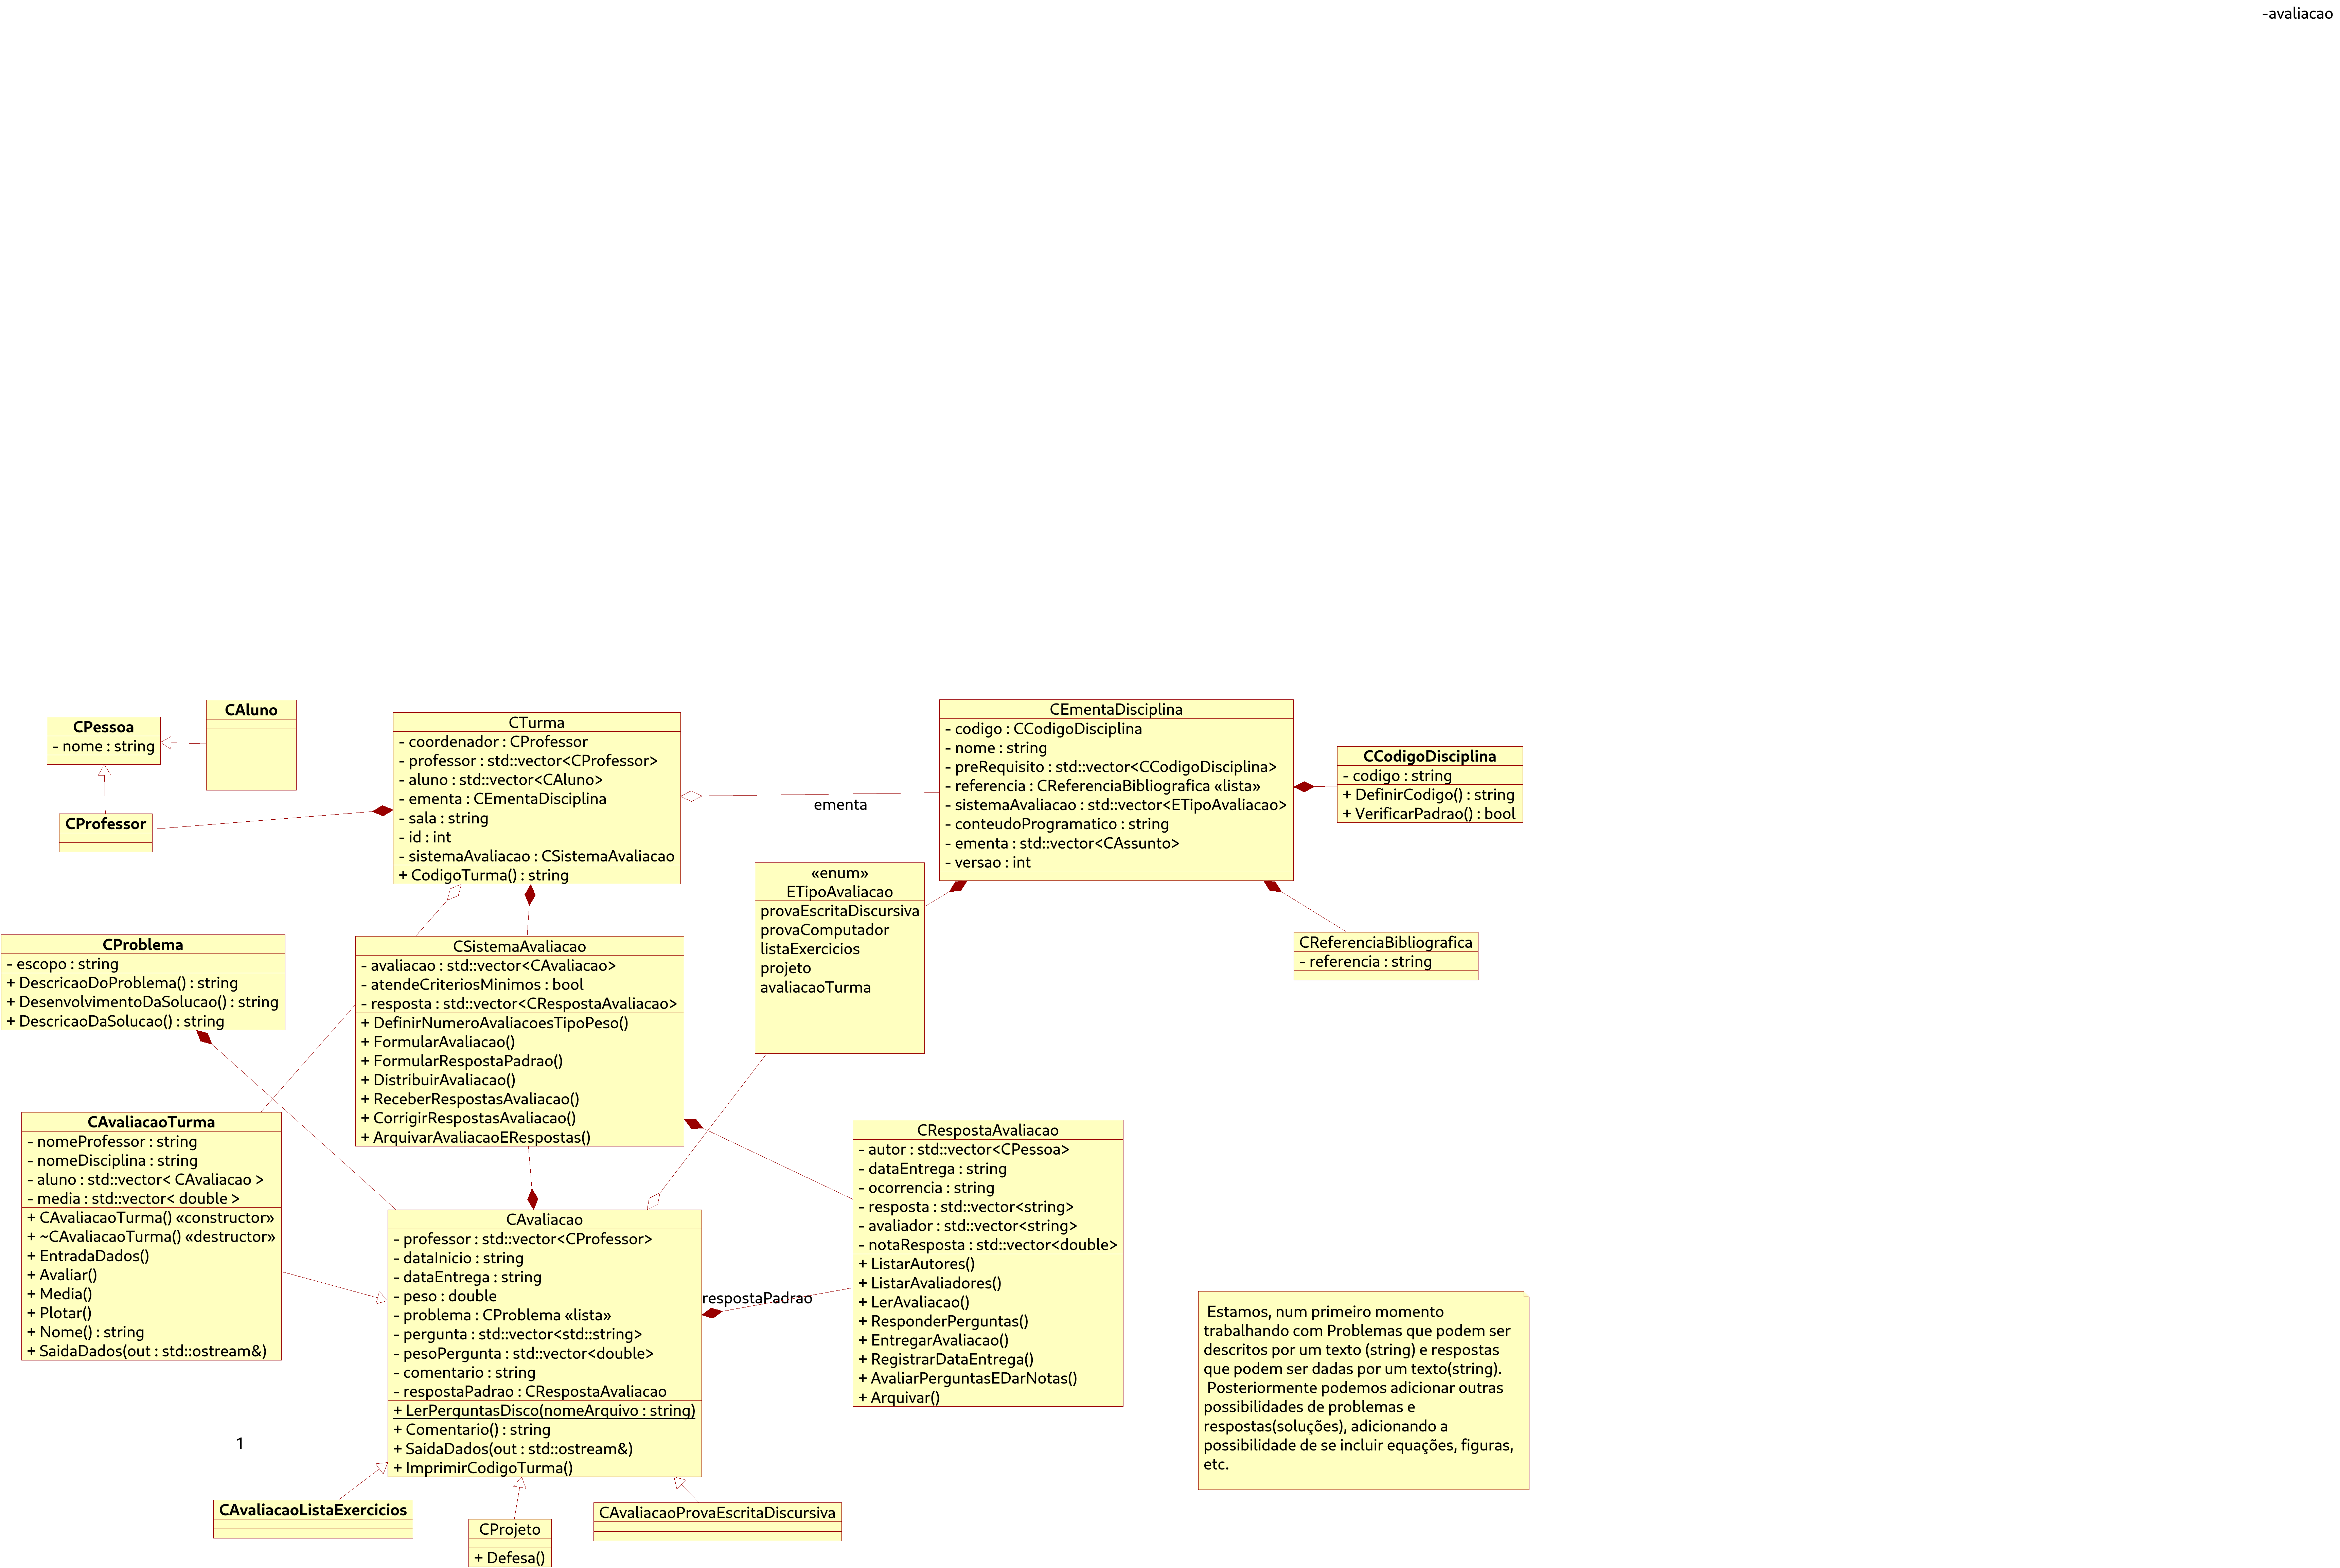 -avaliacao
CPessoa
- nome : string
CAluno
CProfessor
CTurma
- coordenador : CProfessor
- professor : std::vector<CProfessor>
- aluno : std::vector<CAluno>
- ementa : CEmentaDisciplina
- sala : string
- id : int
- sistemaAvaliacao : CSistemaAvaliacao
+ CodigoTurma() : string
ementa
CEmentaDisciplina
- codigo : CCodigoDisciplina
- nome : string
- preRequisito : std::vector<CCodigoDisciplina>
- referencia : CReferenciaBibliografica «lista»
- sistemaAvaliacao : std::vector<ETipoAvaliacao>
- conteudoProgramatico : string
- ementa : std::vector<CAssunto>
- versao : int
CCodigoDisciplina
- codigo : string
+ DefinirCodigo() : string
+ VerificarPadrao() : bool
«enum»
ETipoAvaliacao
provaEscritaDiscursiva
provaComputador
listaExercicios
projeto
avaliacaoTurma
CReferenciaBibliografica
- referencia : string
CProblema
- escopo : string
+ DescricaoDoProblema() : string
+ DesenvolvimentoDaSolucao() : string
+ DescricaoDaSolucao() : string
CSistemaAvaliacao
- avaliacao : std::vector<CAvaliacao>
- atendeCriteriosMinimos : bool
- resposta : std::vector<CRespostaAvaliacao>
+ DefinirNumeroAvaliacoesTipoPeso()
+ FormularAvaliacao()
+ FormularRespostaPadrao()
+ DistribuirAvaliacao()
+ ReceberRespostasAvaliacao()
+ CorrigirRespostasAvaliacao()
+ ArquivarAvaliacaoERespostas()
CAvaliacaoTurma
- nomeProfessor : string
- nomeDisciplina : string
- aluno : std::vector< CAvaliacao >
- media : std::vector< double >
+ CAvaliacaoTurma() «constructor»
+ ~CAvaliacaoTurma() «destructor»
+ EntradaDados()
+ Avaliar()
+ Media()
+ Plotar()
+ Nome() : string
+ SaidaDados(out : std::ostream&)
CAvaliacao
- professor : std::vector<CProfessor>
- dataInicio : string
- dataEntrega : string
- peso : double
- problema : CProblema «lista»
- pergunta : std::vector<std::string>
- pesoPergunta : std::vector<double>
- comentario : string
- respostaPadrao : CRespostaAvaliacao
+ LerPerguntasDisco(nomeArquivo : string)
+ Comentario() : string
+ SaidaDados(out : std::ostream&)
+ ImprimirCodigoTurma()
respostaPadrao
CRespostaAvaliacao
- autor : std::vector<CPessoa>
- dataEntrega : string
- ocorrencia : string
- resposta : std::vector<string>
- avaliador : std::vector<string>
- notaResposta : std::vector<double>
+ ListarAutores()
+ ListarAvaliadores()
+ LerAvaliacao()
+ ResponderPerguntas()
+ EntregarAvaliacao()
+ RegistrarDataEntrega()
+ AvaliarPerguntasEDarNotas()
+ Arquivar()
Estamos, num primeiro momento
trabalhando com Problemas que podem ser
descritos por um texto (string) e respostas
que podem ser dadas por um texto(string).
Posteriormente podemos adicionar outras
possibilidades de problemas e
respostas(soluções), adicionando a
possibilidade de se incluir equações, figuras,
etc.
1
CAvaliacaoListaExercicios
CProjeto
+ Defesa()
CAvaliacaoProvaEscritaDiscursiva